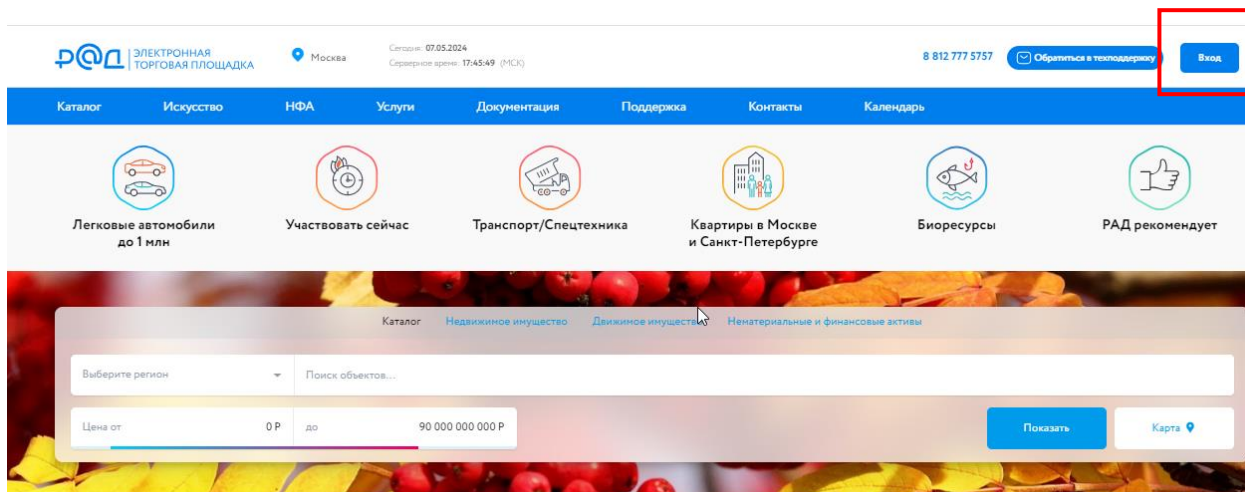 Р@Д
ЭЛЕКТРОННАЯ
ТОРГОВАЯ ПЛОЩАДКА
Москва
Сегодня: 07.05.2024
Серверное время: 17:45:49 (МСК)
8 812 777 5757
Обратиться в техподдержку
Вход
Каталог Искусство НФА Услуги Документация Поддержка Контакты Календарь
Легковые автомобили
до 1 млн
Участвовать сейчас
Транспорт/Спецтехника
Квартиры в Москве
и Санкт-Петербурге
Биоресурсы
РАД рекомендует
Каталог Недвижимое имущество Движимое имущество Нематериальные и финансовые активы
Выберите регион Поиск объектов...
Цена от 0 Р до 90 000 000 000 Р Показать Карта